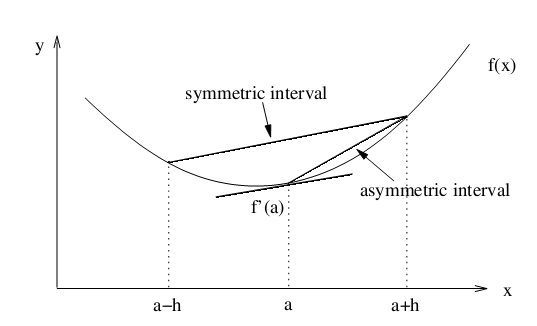 y
f(x)
symmetric interval
asymmetric interval
f'(a)
x
a−h
a
a+h